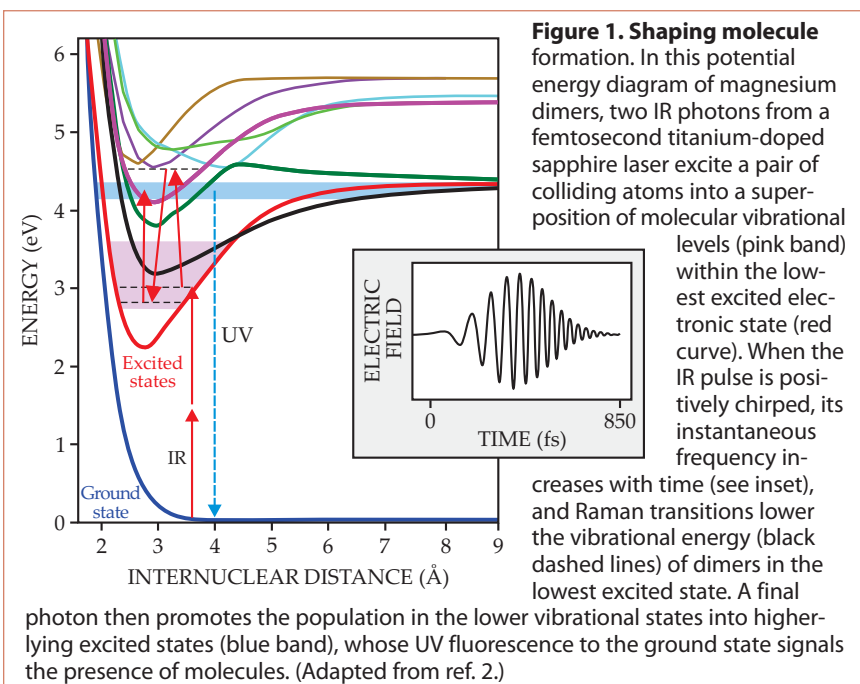 6
5
4
3
2
1
0
ENERGY (eV)
2
3
4
5
6
7
8
9
INTERNUCLEAR DISTANCE (Å)
Excited
states
Ground
state
IR
UV
ELECTRIC
FIELD
0
850
TIME (fs)
Figure 1. Shaping molecule
formation. In this potential
energy diagram of magnesium
dimers, two IR photons from a
femtosecond titanium-doped
sapphire laser excite a pair of
colliding atoms into a super-
position of molecular vibrational
levels (pink band)
within the low-
est excited elec-
tronic state (red
curve). When the
IR pulse is posi-
tively chirped, its
instantaneous
frequency in-
creases with time (see inset),
and Raman transitions lower
the vibrational energy (black
dashed lines) of dimers in the
lowest excited state. A final
photon then promotes the population in the lower vibrational states into higher-
lying excited states (blue band), whose UV fluorescence to the ground state signals
the presence of molecules. (Adapted from ref. 2.)